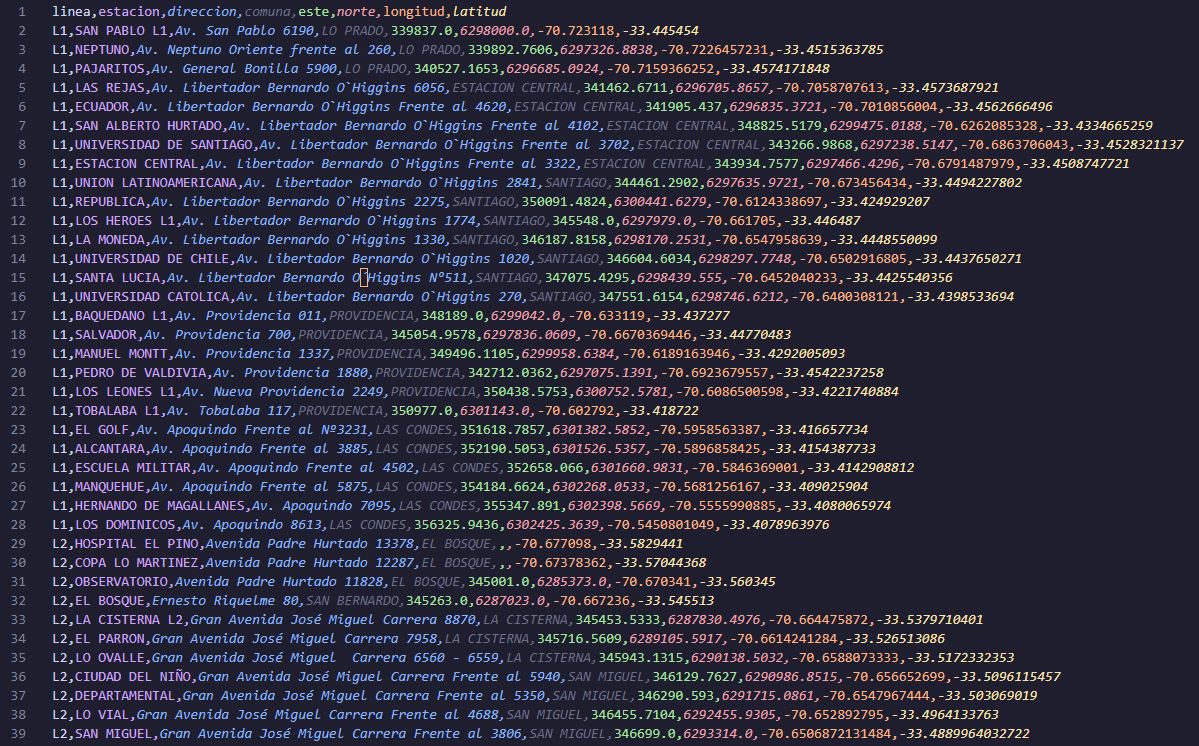 1 linea,estacion,direccion,comuna,este,norte,longitud,latitud
2 L1,SAN PABLO L1,Av. San Pablo 6190,LO PRADO,339837.0,6298000.0,-70.723118,-33.445454
3 L1,NEPTUNO,Av. Neptuno Oriente frente al 260,LO PRADO,339892.7606,6297326.8838,-70.7226457231,-33.4515363785
4 L1,PAJARITOS,Av. General Bonilla 5900,LO PRADO,340527.1653,6296685.0924,-70.7159366252,-33.4574171848
5 L1,LAS REJAS,Av. Libertador Bernardo O`Higgins 6056,ESTACION CENTRAL,341462.6711,6296705.8657,-70.7058707613,-33.4573687921
6 L1,ECUADOR,Av. Libertador Bernardo O`Higgins Frente al 4620,ESTACION CENTRAL,341905.437,6296835.3721,-70.7010856004,-33.4562666496
7 L1,SAN ALBERTO HURTADO,Av. Libertador Bernardo O`Higgins Frente al 4102,ESTACION CENTRAL,348825.5179,6299475.0188,-70.6262085328,-33.4334665259
8 L1,UNIVERSIDAD DE SANTIAGO,Av. Libertador Bernardo O`Higgins Frente al 3702,ESTACION CENTRAL,343266.9868,6297238.5147,-70.6863706043,-33.4528321137
9 L1,ESTACION CENTRAL,Av. Libertador Bernardo O`Higgins Frente al 3322,ESTACION CENTRAL,343934.7577,6297466.4296,-70.6791487979,-33.4508747721
10 L1,UNION LATINOAMERICANA,Av. Libertador Bernardo O`Higgins 2841,SANTIAGO,344461.2902,6297635.9721,-70.673456434,-33.4494227802
11 L1,REPUBLICA,Av. Libertador Bernardo O`Higgins 2275,SANTIAGO,350091.4824,6300441.6279,-70.6124338697,-33.424929207
12 L1,LOS HEROES L1,Av. Libertador Bernardo O`Higgins 1774,SANTIAGO,345548.0,6297979.0,-70.661705,-33.446487
13 L1,LA MONEDA,Av. Libertador Bernardo O`Higgins 1330,SANTIAGO,346187.8158,6298170.2531,-70.6547958639,-33.4448550099
14 L1,UNIVERSIDAD DE CHILE,Av. Libertador Bernardo O`Higgins 1020,SANTIAGO,346604.6034,6298297.7748,-70.6502916805,-33.4437650271
15 L1,SANTA LUCIA,Av. Libertador Bernardo O`Higgins Nº511,SANTIAGO,347075.4295,6298439.555,-70.6452040233,-33.4425540356
16 L1,UNIVERSIDAD CATOLICA,Av. Libertador Bernardo O`Higgins 270,SANTIAGO,347551.6154,6298746.6212,-70.6400308121,-33.4398533694
17 L1,BAQUEDANO L1,Av. Providencia 011,PROVIDENCIA,348189.0,6299042.0,-70.633119,-33.437277
18 L1,SALVADOR,Av. Providencia 700,PROVIDENCIA,345054.9578,6297836.0609,-70.6670369446,-33.44770483
19 L1,MANUEL MONTT,Av. Providencia 1337,PROVIDENCIA,349496.1105,6299958.6384,-70.6189163946,-33.4292005093
20 L1,PEDRO DE VALDIVIA,Av. Providencia 1880,PROVIDENCIA,342712.0362,6297075.1391,-70.6923679557,-33.4542237258
21 L1,LOS LEONES L1,Av. Nueva Providencia 2249,PROVIDENCIA,350438.5753,6300752.5781,-70.6086500598,-33.4221740884
22 L1,TOBALABA L1,Av. Tobalaba 117,PROVIDENCIA,350977.0,6301143.0,-70.602792,-33.418722
23 L1,EL GOLF,Av. Apoquindo Frente al Nº3231,LAS CONDES,351618.7857,6301382.5852,-70.5958563387,-33.416657734
24 L1,ALCANTARA,Av. Apoquindo Frente al 3885,LAS CONDES,352190.5053,6301526.5357,-70.5896858425,-33.4154387733
25 L1,ESCUELA MILITAR,Av. Apoquindo Frente al 4502,LAS CONDES,352658.066,6301660.9831,-70.5846369001,-33.4142908812
26 L1,MANQUEHUE,Av. Apoquindo Frente al 5875,LAS CONDES,354184.6624,6302268.0533,-70.5681256167,-33.409025904
27 L1,HERNANDO DE MAGALLANES,Av. Apoquindo 7095,LAS CONDES,355347.891,6302398.5669,-70.5555990885,-33.4080065974
28 L1,LOS DOMINICOS,Av. Apoquindo 8613,LAS CONDES,356325.9436,6302425.3639,-70.5450801049,-33.4078963976
29 L2,HOSPITAL EL PINO,Avenida Padre Hurtado 13378,EL BOSQUE,,,-70.677098,-33.5829441
30 L2,COPA LO MARTINEZ,Avenida Padre Hurtado 12287,EL BOSQUE,,,-70.67378362,-33.57044368
31 L2,OBSERVATORIO,Avenida Padre Hurtado 11828,EL BOSQUE,345001.0,6285373.0,-70.670341,-33.560345
32 L2,EL BOSQUE,Ernesto Riquelme 80,SAN BERNARDO,345263.0,6287023.0,-70.667236,-33.545513
33 L2,LA CISTERNA L2,Gran Avenida José Miguel Carrera 8870,LA CISTERNA,345453.5333,6287830.4976,-70.664475872,-33.5379710401
34 L2,EL PARRON,Gran Avenida José Miguel Carrera 7958,LA CISTERNA,345716.5609,6289105.5917,-70.6614241284,-33.526513086
35 L2,LO OVALLE,Gran Avenida José Miguel  Carrera 6560 - 6559,LA CISTERNA,345943.1315,6290138.5032,-70.6588073333,-33.5172332353
36 L2,CIUDAD DEL NIÑO,Gran Avenida José Miguel Carrera Frente al 5940,SAN MIGUEL,346129.7627,6290986.8515,-70.656652699,-33.5096115457
37 L2,DEPARTAMENTAL,Gran Avenida José Miguel Carrera Frente al 5350,SAN MIGUEL,346290.593,6291715.0861,-70.6547967444,-33.503069019
38 L2,LO VIAL,Gran Avenida José Miguel Carrera Frente al 4688,SAN MIGUEL,346455.7104,6292455.9305,-70.652892795,-33.4964133763
39 L2,SAN MIGUEL,Gran Avenida José Miguel Carrera Frente al 3806,SAN MIGUEL,346699.0,6293314.0,-70.6506872131484,-33.4889964032722